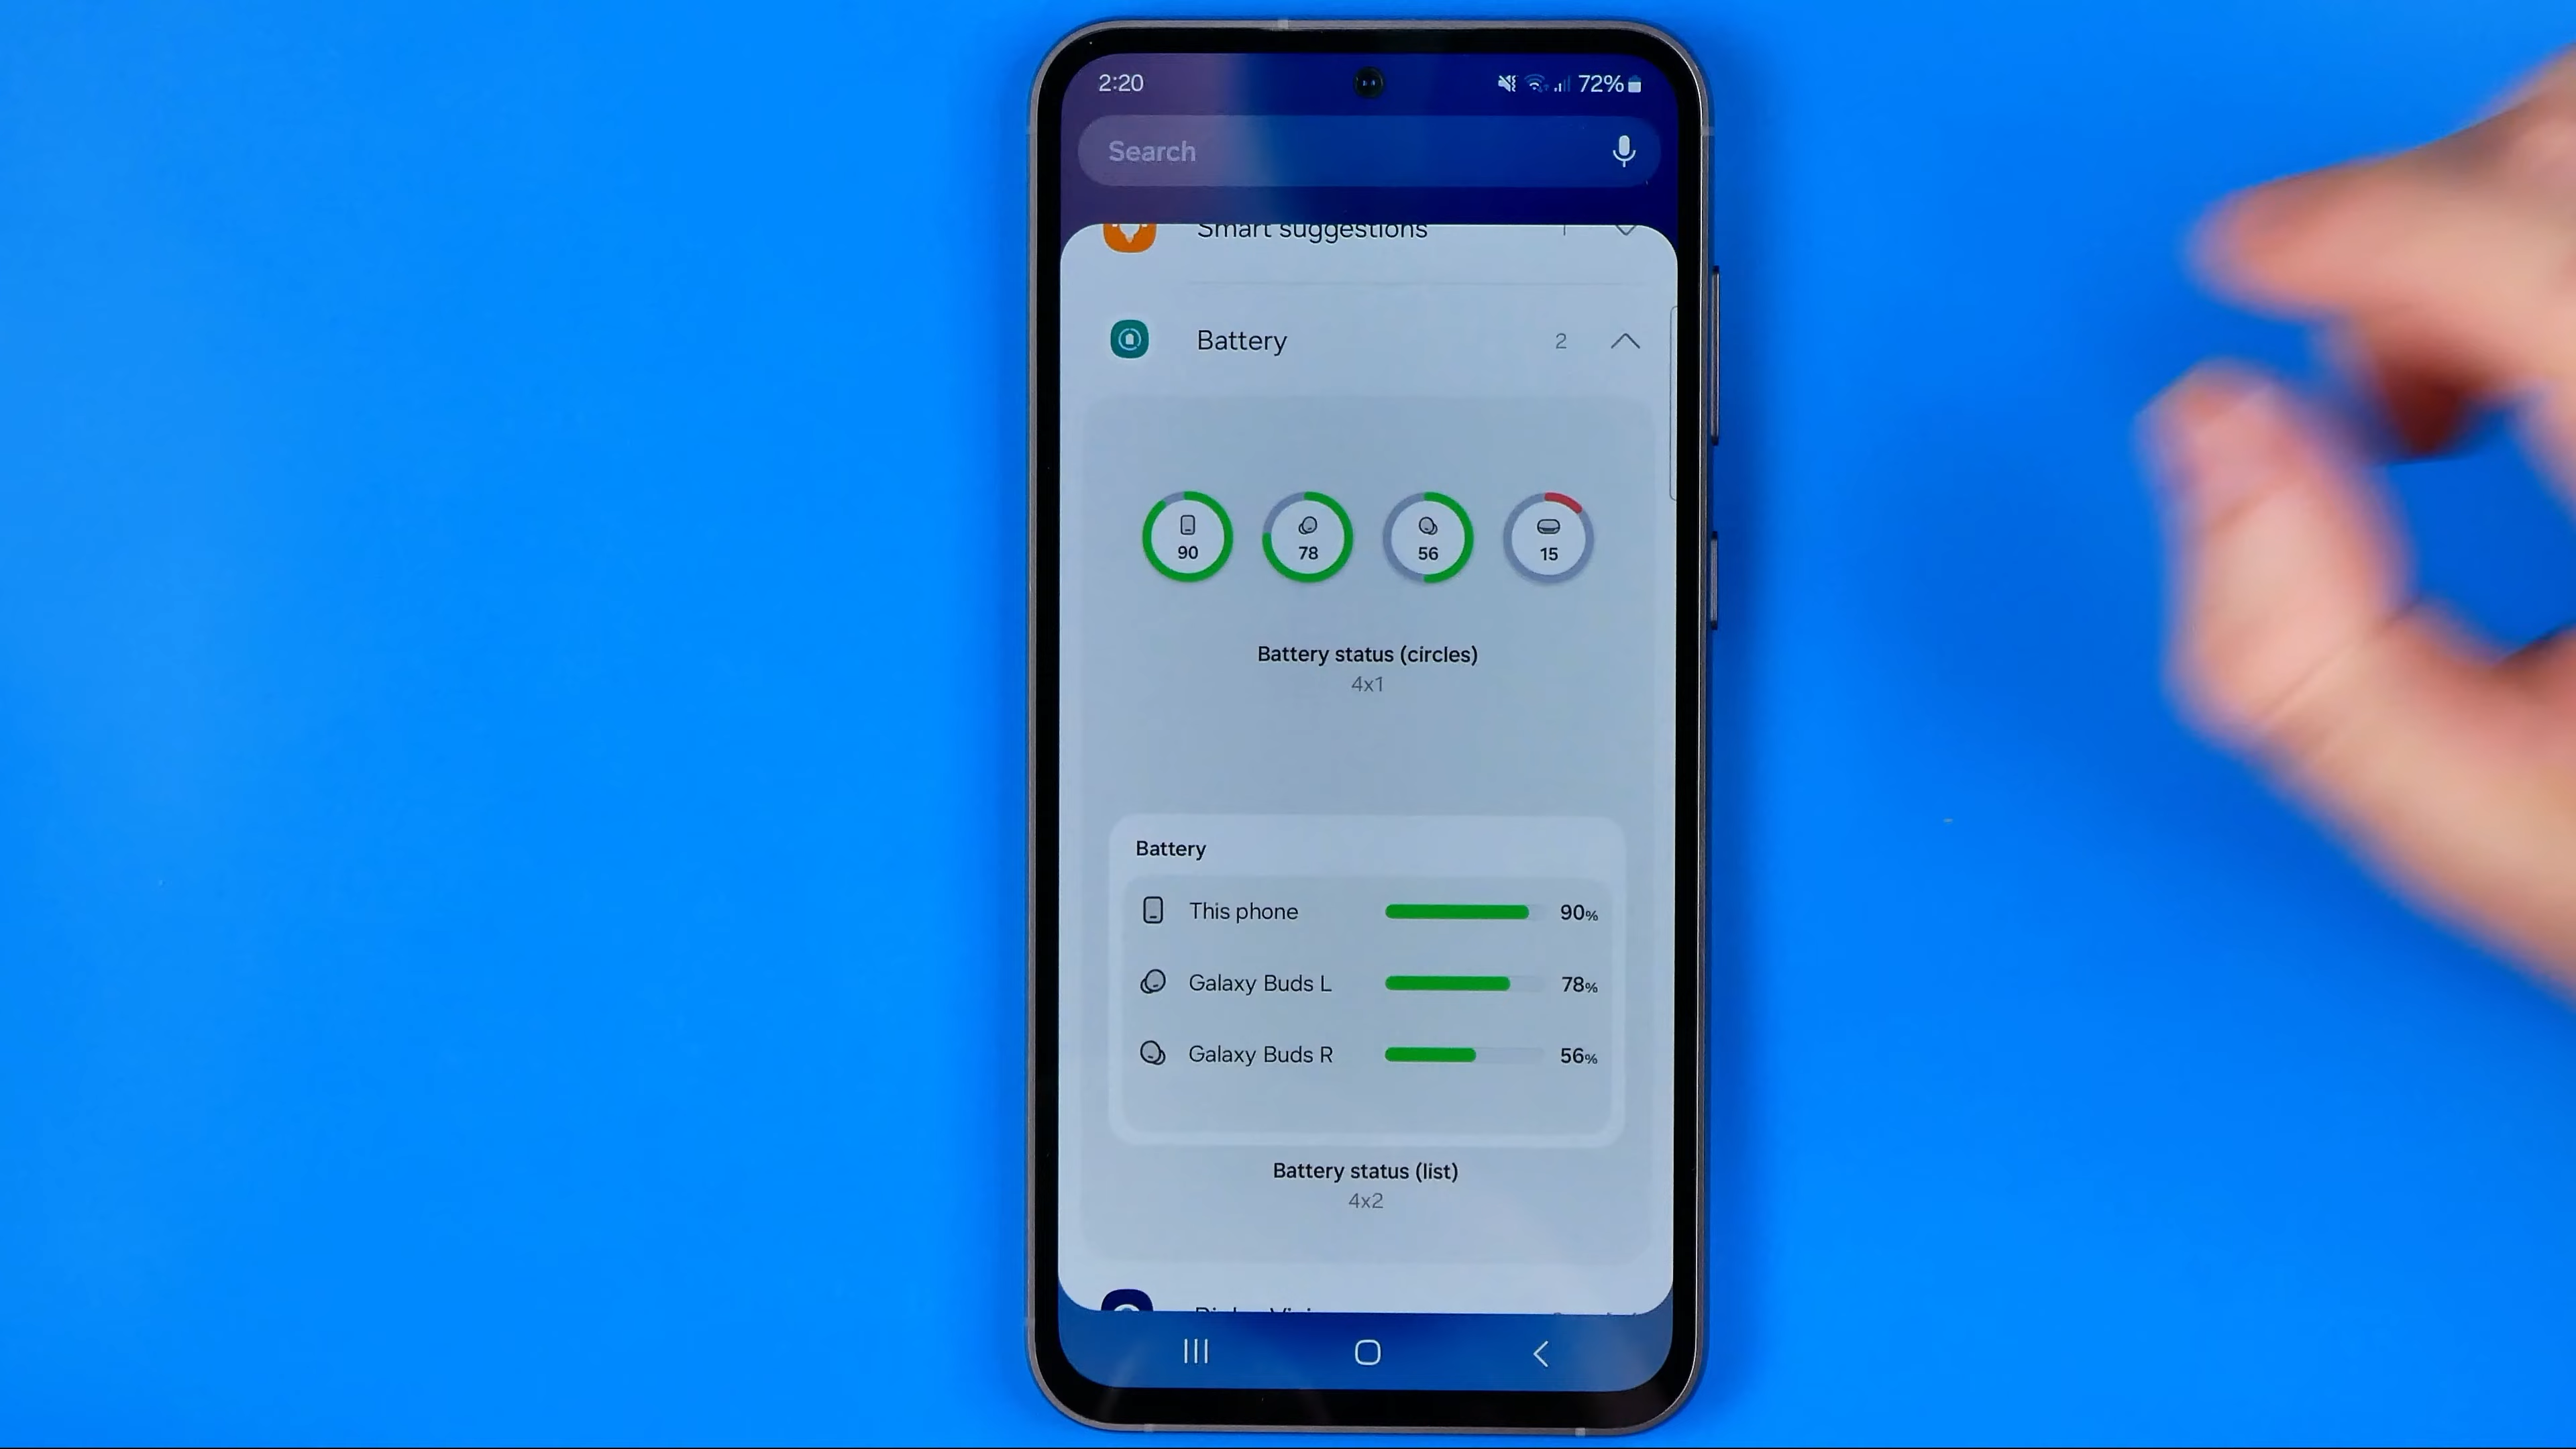 2:20 72%
Search
Smart suggestions
Battery 2
90 78 56 15
Battery status (circles)
4x1
Battery
This phone 90%
Galaxy Buds L 78%
Galaxy Buds R 56%
Battery status (list)
4x2